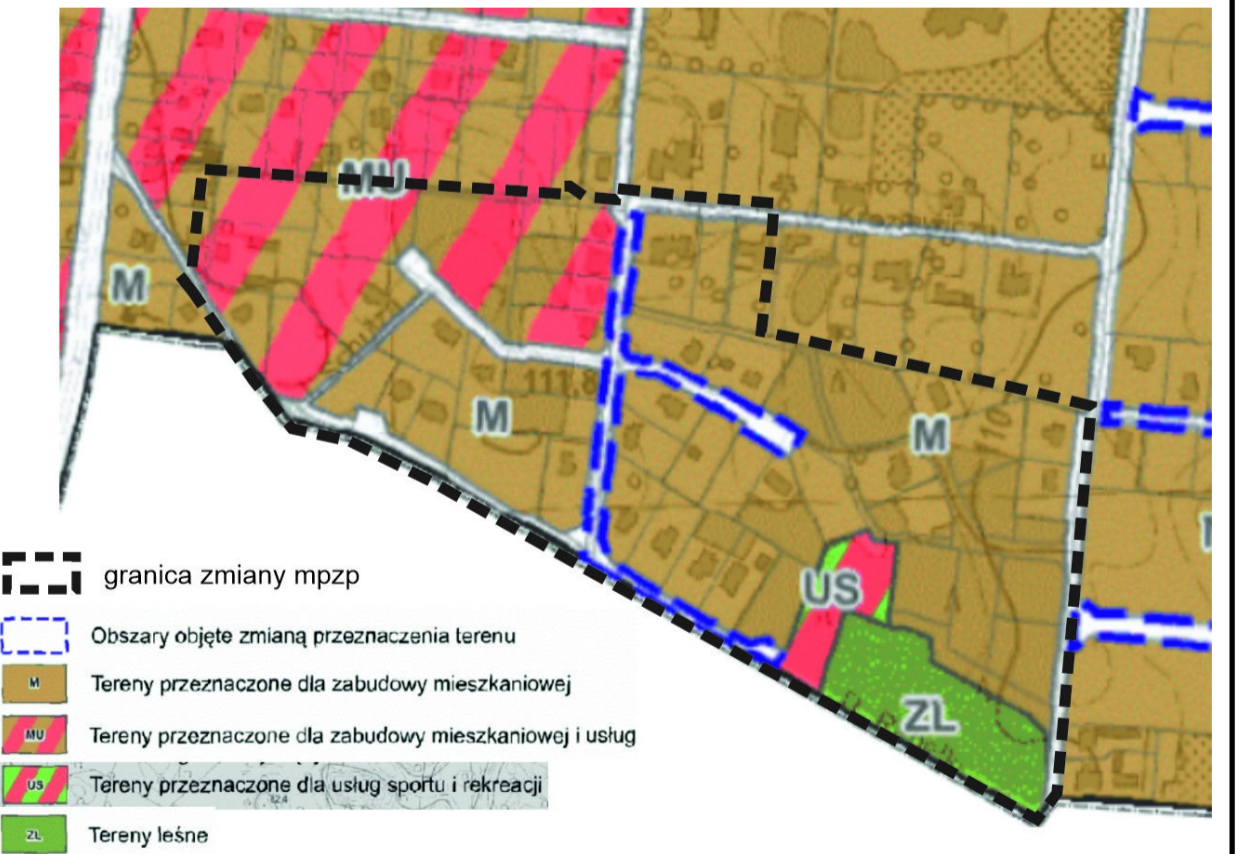 MU
M
111.8
M
M
110
US
ZL
granica zmiany mpzp
Obszary objęte zmianą przeznaczenia terenu
M Tereny przeznaczone dla zabudowy mieszkaniowej
MU Tereny przeznaczone dla zabudowy mieszkaniowej i usług
US Tereny przeznaczone dla usług sportu i rekreacji
ZL Tereny leśne